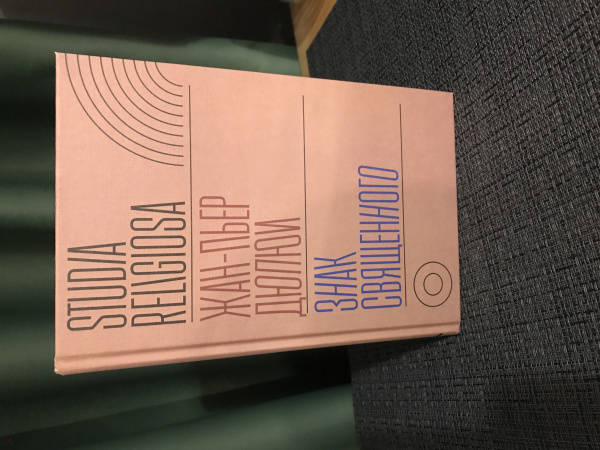 STUDIA
RELIGIOSA
ЖАН-ПЬЕР
ДЮПЮИ
ЗНАК
СВЯЩЕННОГО